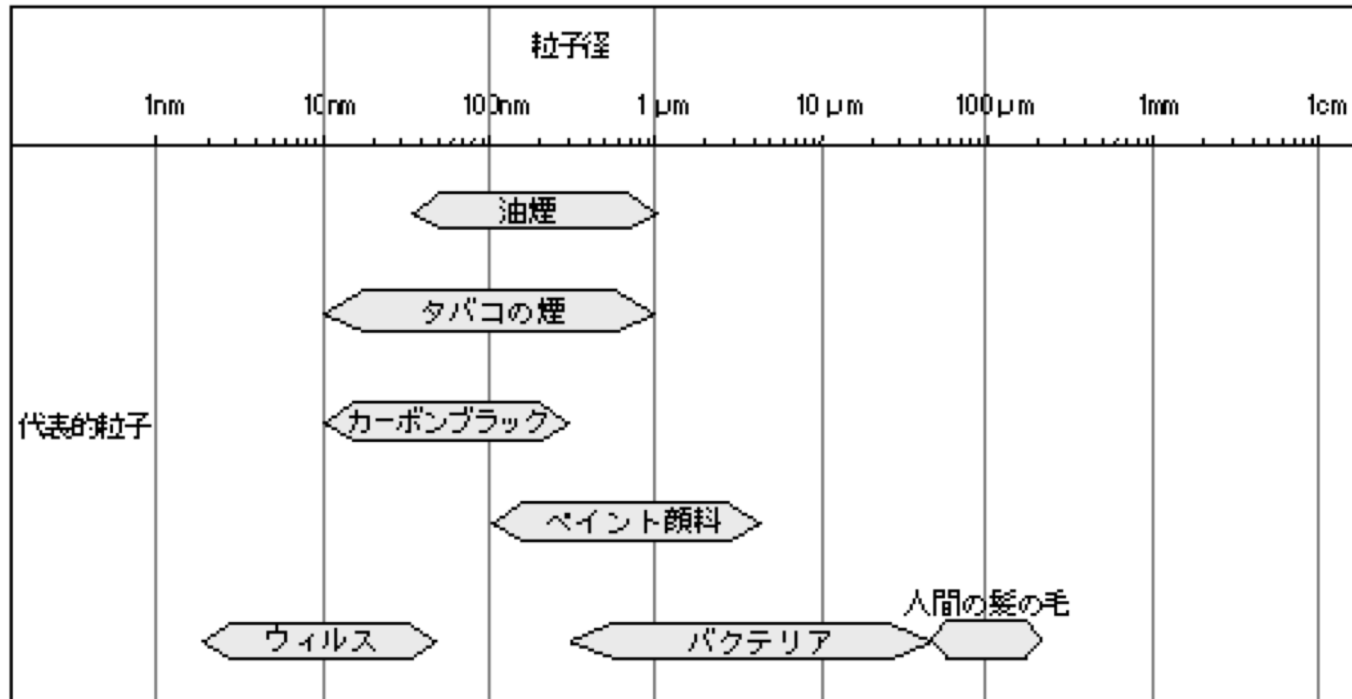 粒子径
1nm 10nm 100nm 1μm 10μm 100μm 1mm 1cm
油煙
タバコの煙
カーボンブラック
代表的粒子
ペイント顔料
人間の髪の毛
ウィルス バクテリア